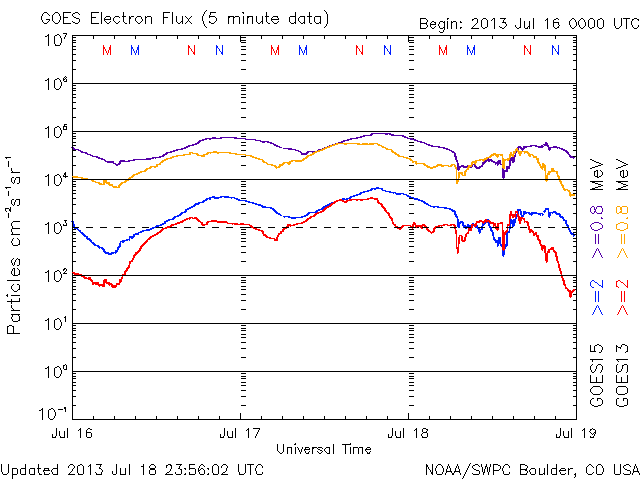 GOES Electron Flux (5 minute data)
Begin: 2013 Jul 16 0000 UTC
M M N N M M N N M M N N
10⁷
10⁶
10⁵
10⁴
10³
10²
10¹
10⁰
10⁻¹
Particles cm⁻²s⁻¹sr⁻¹
Jul 16 Jul 17 Jul 18 Jul 19
Universal Time
GOES15 >=2 >=0.8 MeV
GOES13 >=2 >=0.8 MeV
Updated 2013 Jul 18 23:56:02 UTC
NOAA/SWPC Boulder, CO USA